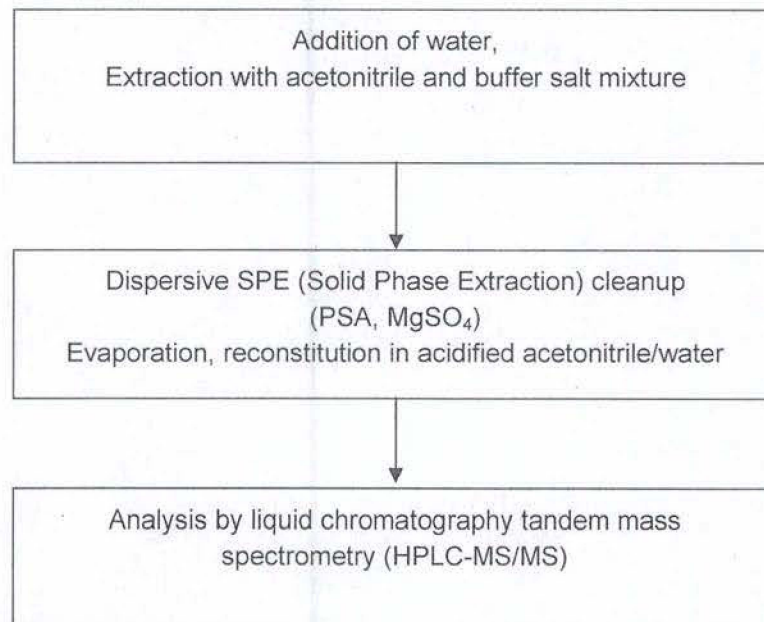 Addition of water,
Extraction with acetonitrile and buffer salt mixture
Dispersive SPE (Solid Phase Extraction) cleanup
(PSA, MgSO₄)
Evaporation, reconstitution in acidified acetonitrile/water
Analysis by liquid chromatography tandem mass
spectrometry (HPLC-MS/MS)